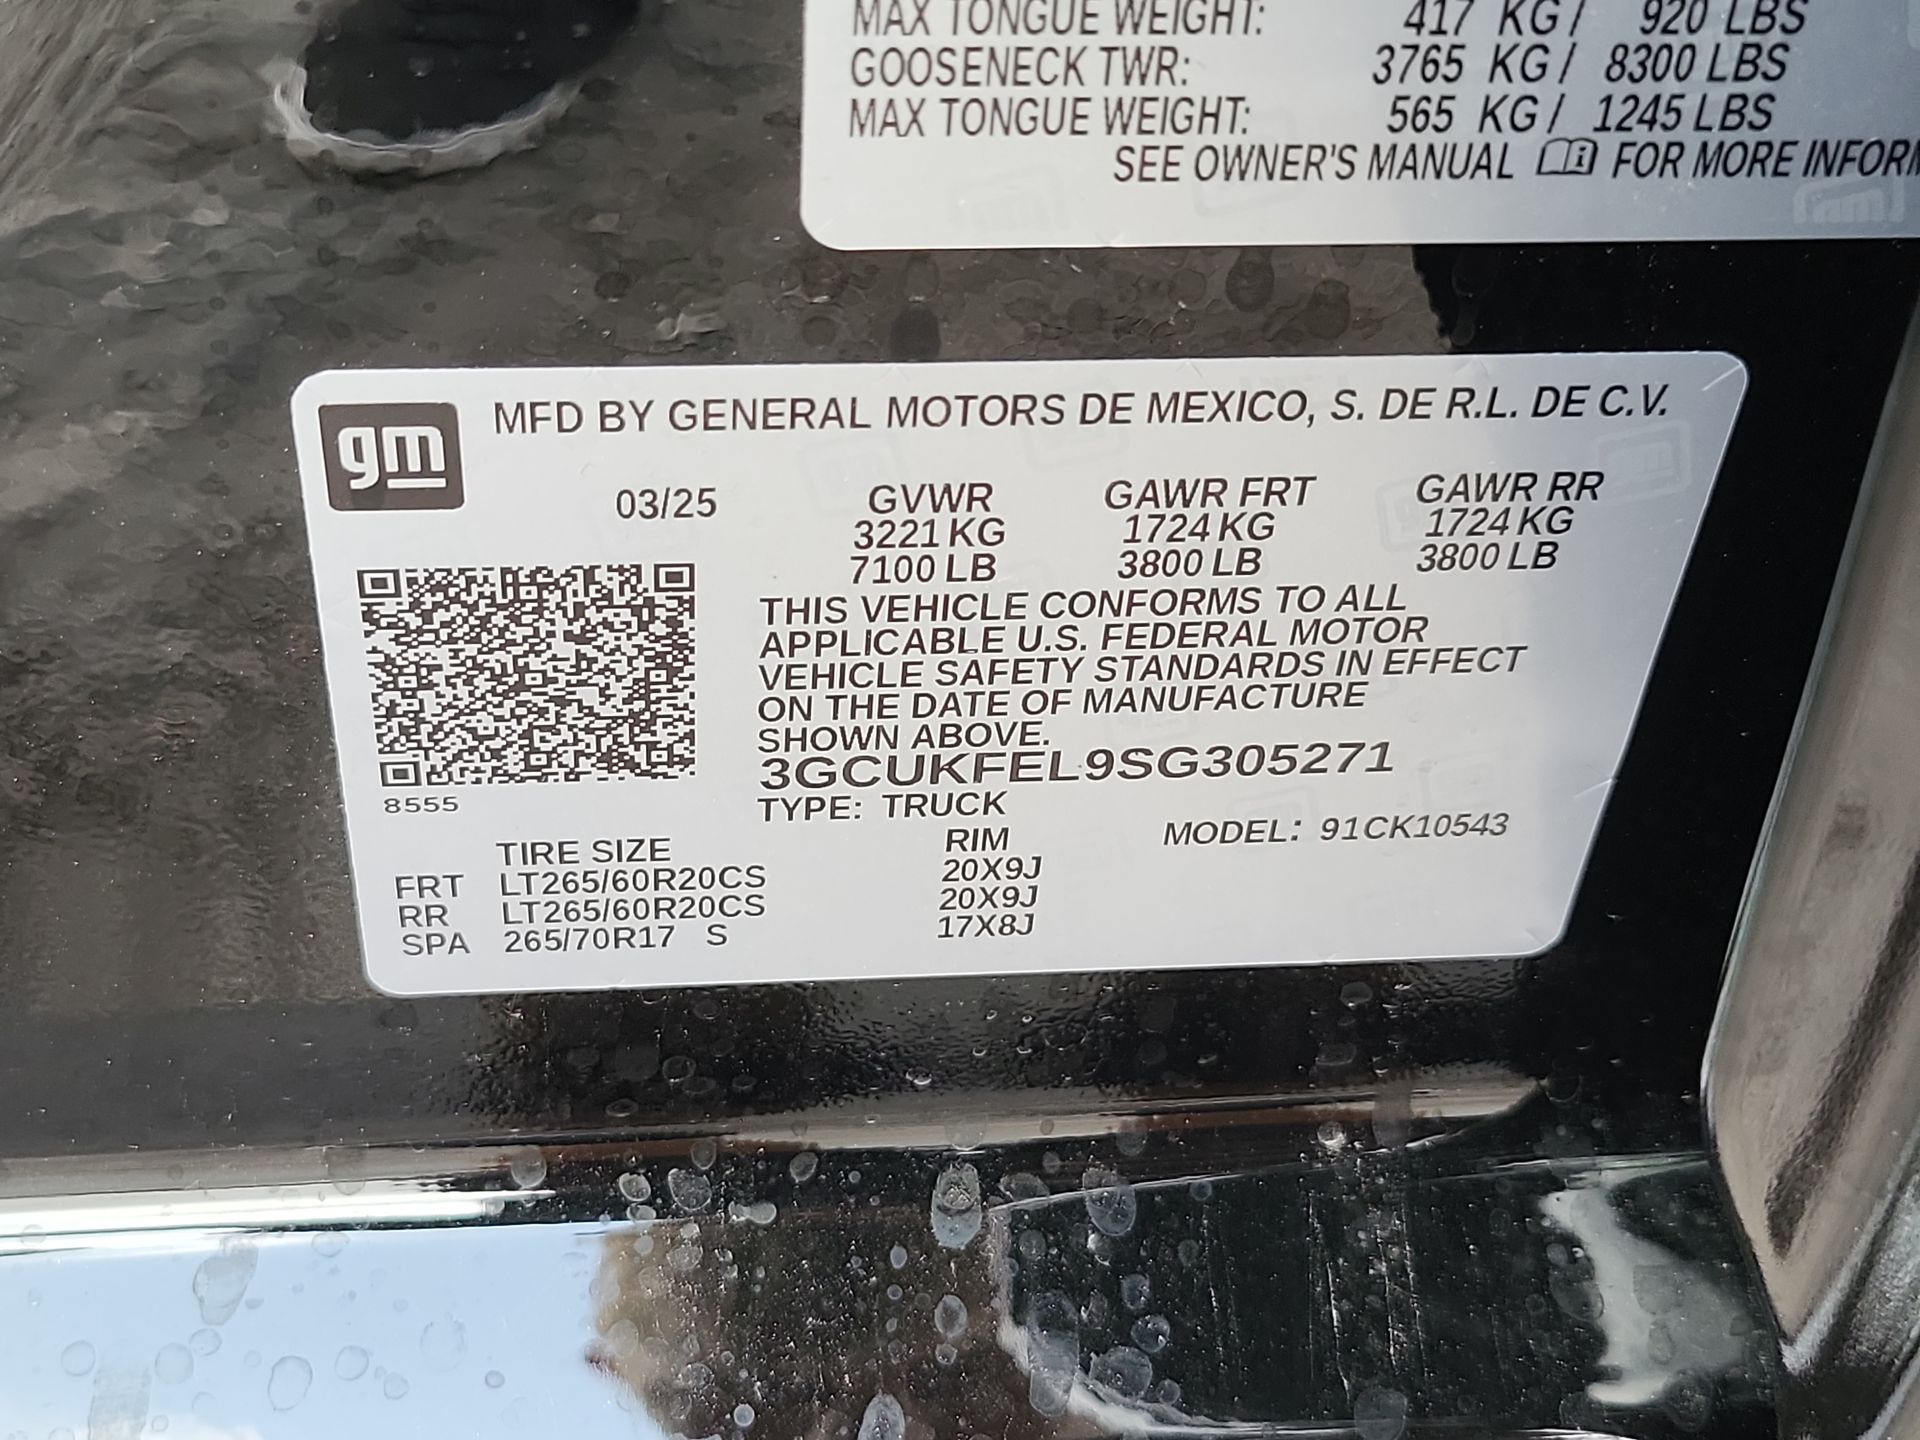 MAX TONGUE WEIGHT: 417 KG / 920 LBS
GOOSENECK TWR: 3765 KG / 8300 LBS
MAX TONGUE WEIGHT: 565 KG / 1245 LBS
SEE OWNER'S MANUAL FOR MORE INFORM
gm
MFD BY GENERAL MOTORS DE MEXICO, S. DE R.L. DE C.V.
03/25 GVWR GAWR FRT GAWR RR
3221 KG 1724 KG 1724 KG
7100 LB 3800 LB 3800 LB
THIS VEHICLE CONFORMS TO ALL
APPLICABLE U.S. FEDERAL MOTOR
VEHICLE SAFETY STANDARDS IN EFFECT
ON THE DATE OF MANUFACTURE
SHOWN ABOVE.
3GCUKFEL9SG305271
8555
TYPE: TRUCK
MODEL: 91CK10543
TIRE SIZE RIM
FRT LT265/60R20CS 20X9J
RR LT265/60R20CS 20X9J
SPA 265/70R17 S 17X8J